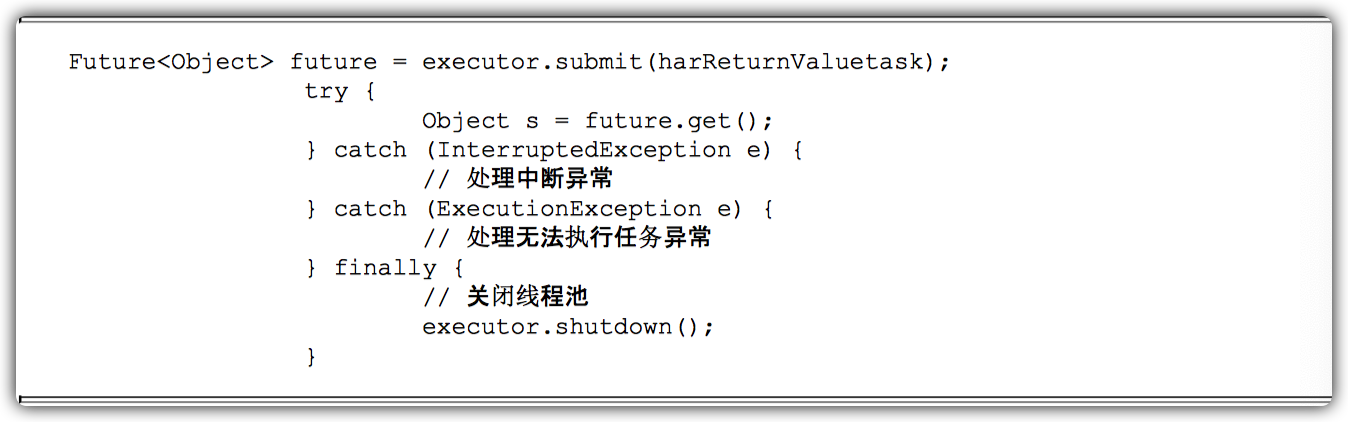 Future<Object> future = executor.submit(harReturnValuetask);
try {
Object s = future.get();
} catch (InterruptedException e) {
// 处理中断异常
} catch (ExecutionException e) {
// 处理无法执行任务异常
} finally {
// 关闭线程池
executor.shutdown();
}